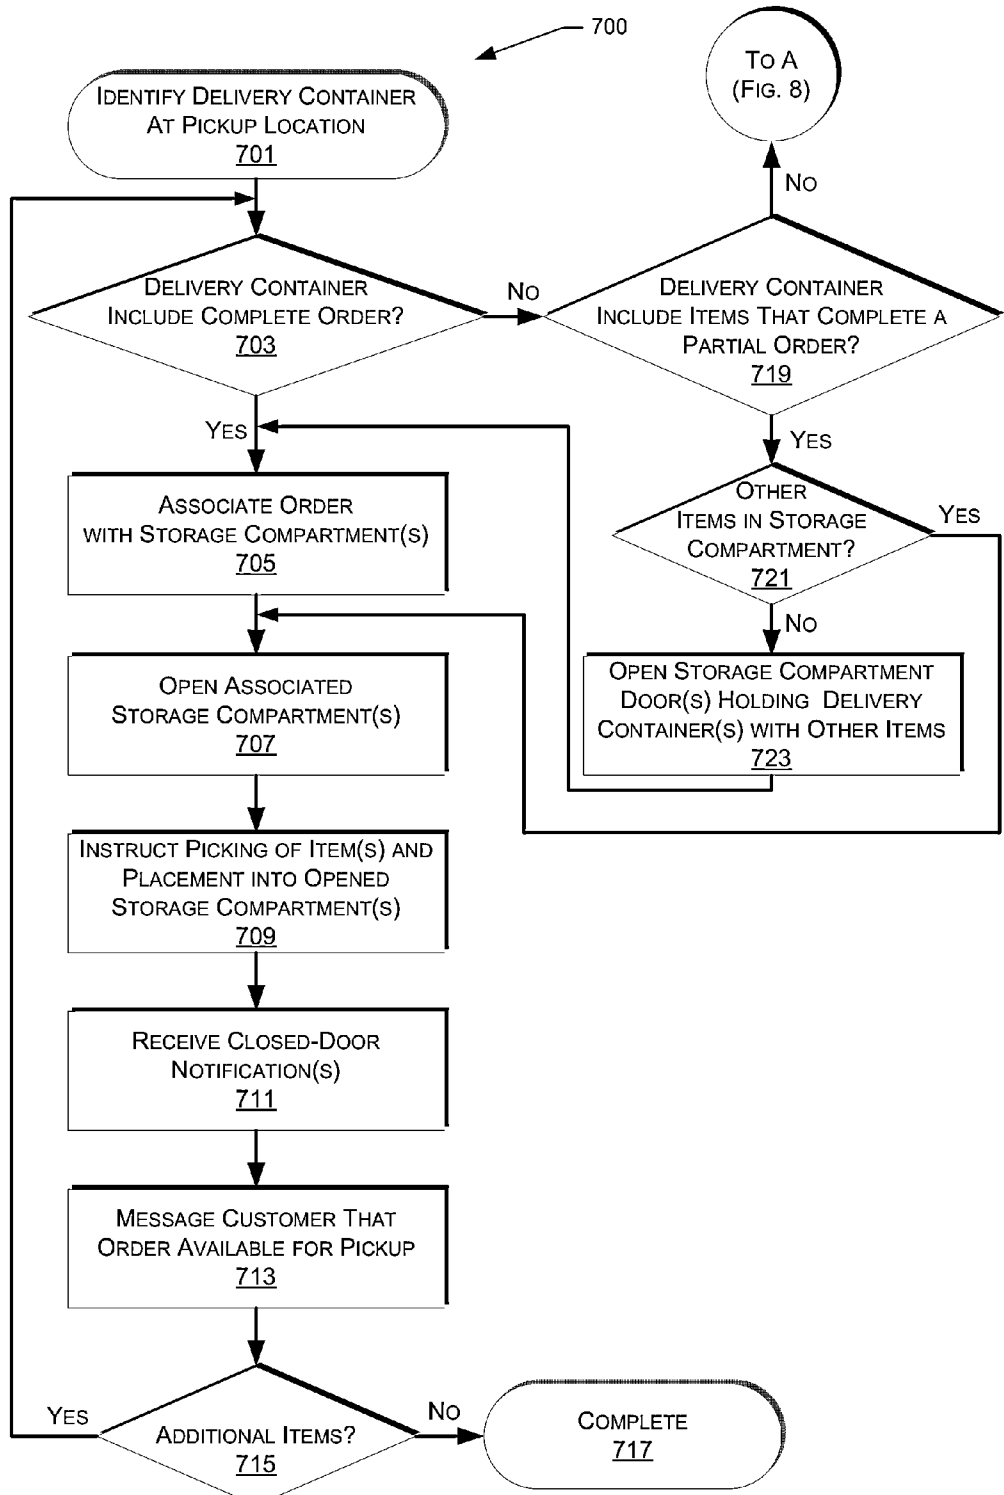 700
TO A
(FIG. 8)
IDENTIFY DELIVERY CONTAINER
AT PICKUP LOCATION
701
NO
DELIVERY CONTAINER
INCLUDE COMPLETE ORDER?
703
NO
DELIVERY CONTAINER
INCLUDE ITEMS THAT COMPLETE A
PARTIAL ORDER?
719
YES
YES
ASSOCIATE ORDER
WITH STORAGE COMPARTMENT(S)
705
OTHER
ITEMS IN STORAGE
COMPARTMENT?
721
YES
NO
OPEN ASSOCIATED
STORAGE COMPARTMENT(S)
707
OPEN STORAGE COMPARTMENT
DOOR(S) HOLDING DELIVERY
CONTAINER(S) WITH OTHER ITEMS
723
INSTRUCT PICKING OF ITEM(S) AND
PLACEMENT INTO OPENED
STORAGE COMPARTMENT(S)
709
RECEIVE CLOSED-DOOR
NOTIFICATION(S)
711
MESSAGE CUSTOMER THAT
ORDER AVAILABLE FOR PICKUP
713
YES
ADDITIONAL ITEMS?
715
NO
COMPLETE
717